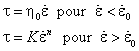 τ = η₀ε̇ pour ε̇ < ε̇₀
τ = Kε̇ⁿ pour ε̇ > ε̇₀